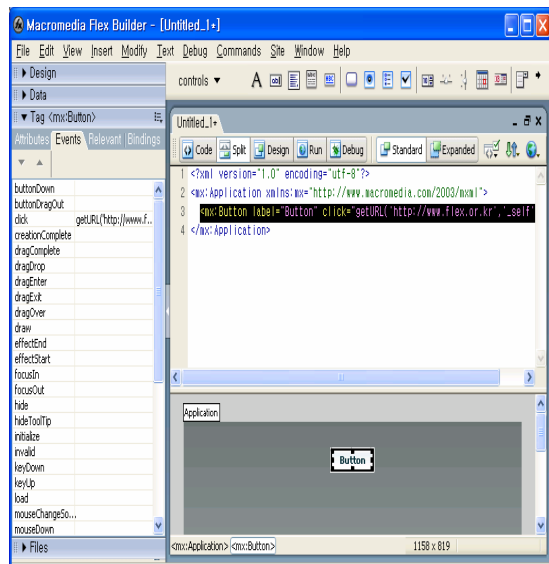 Macromedia Flex Builder - [Untitled_1*]
File Edit View Insert Modify Text Debug Commands Site Window Help
Design
Data
Tag <mx:Button>
Attributes Events Relevant Bindings
buttonDown
buttonDragOut
click getURL('http://www.f..
creationComplete
dragComplete
dragDrop
dragEnter
dragExit
dragOver
draw
effectEnd
effectStart
focusIn
focusOut
hide
hideToolTip
initialize
invalid
keyDown
keyUp
load
mouseChangeSo...
mouseDown
Files
controls
Untitled_1*
Code Split Design Run Debug Standard Expanded
1 <?xml version="1.0" encoding="utf-8"?>
2 <mx:Application xmlns:mx="http://www.macromedia.com/2003/mxml">
3 <mx:Button label="Button" click="getURL('http://www.flex.or.kr','_self'
4 </mx:Application>
Application
Button
<mx:Application> <mx:Button> 1158 x 819